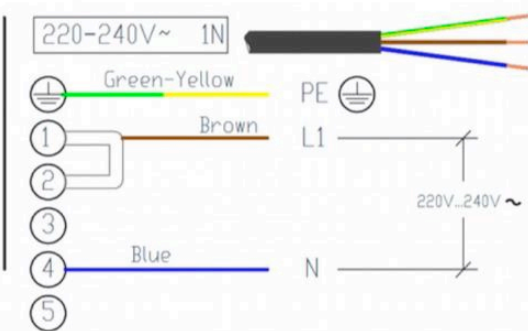 220-240V~ 1N
Green-Yellow
PE
1
Brown
L1
2
220V...240V ~
3
Blue
4
N
5